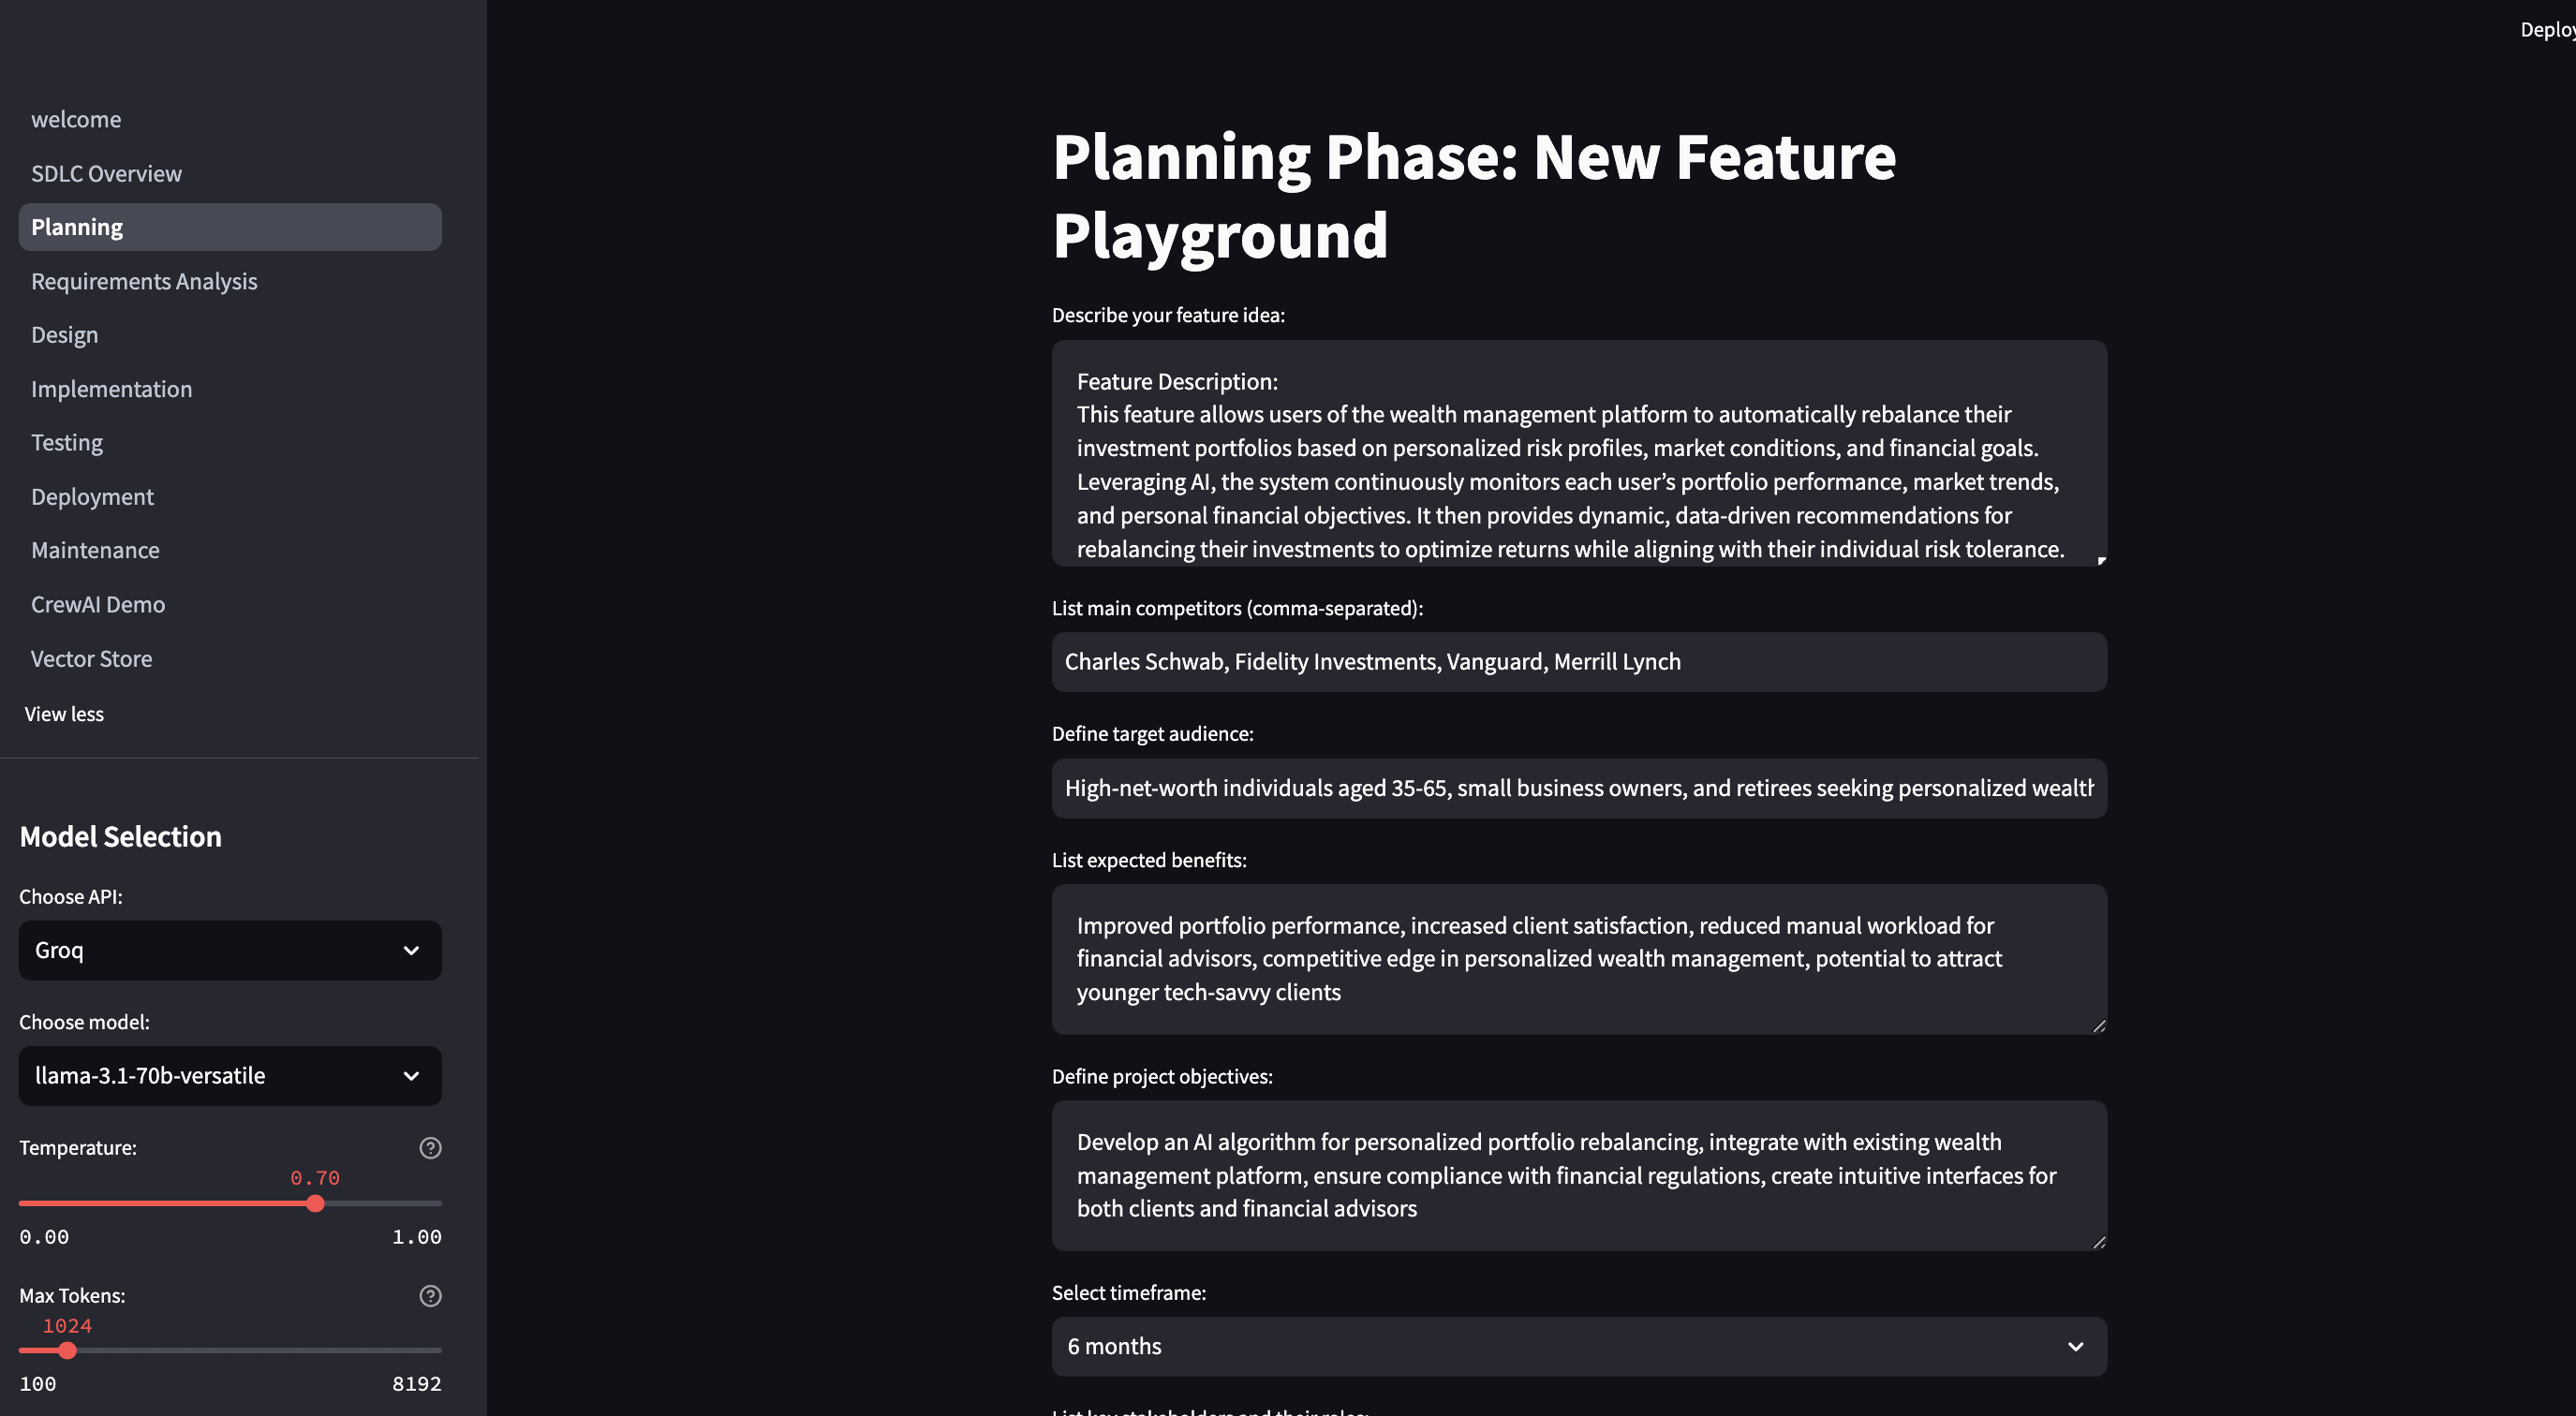 Deploy
welcome
SDLC Overview
Planning
Requirements Analysis
Design
Implementation
Testing
Deployment
Maintenance
CrewAI Demo
Vector Store
View less
Model Selection
Choose API:
Groq
Choose model:
llama-3.1-70b-versatile
Temperature:
0.70
0.00 1.00
Max Tokens:
1024
100 8192
Planning Phase: New Feature
Playground
Describe your feature idea:
Feature Description:
This feature allows users of the wealth management platform to automatically rebalance their
investment portfolios based on personalized risk profiles, market conditions, and financial goals.
Leveraging AI, the system continuously monitors each user’s portfolio performance, market trends,
and personal financial objectives. It then provides dynamic, data-driven recommendations for
rebalancing their investments to optimize returns while aligning with their individual risk tolerance.
List main competitors (comma-separated):
Charles Schwab, Fidelity Investments, Vanguard, Merrill Lynch
Define target audience:
High-net-worth individuals aged 35-65, small business owners, and retirees seeking personalized wealth
List expected benefits:
Improved portfolio performance, increased client satisfaction, reduced manual workload for
financial advisors, competitive edge in personalized wealth management, potential to attract
younger tech-savvy clients
Define project objectives:
Develop an AI algorithm for personalized portfolio rebalancing, integrate with existing wealth
management platform, ensure compliance with financial regulations, create intuitive interfaces for
both clients and financial advisors
Select timeframe:
6 months
List key stakeholders and their roles: